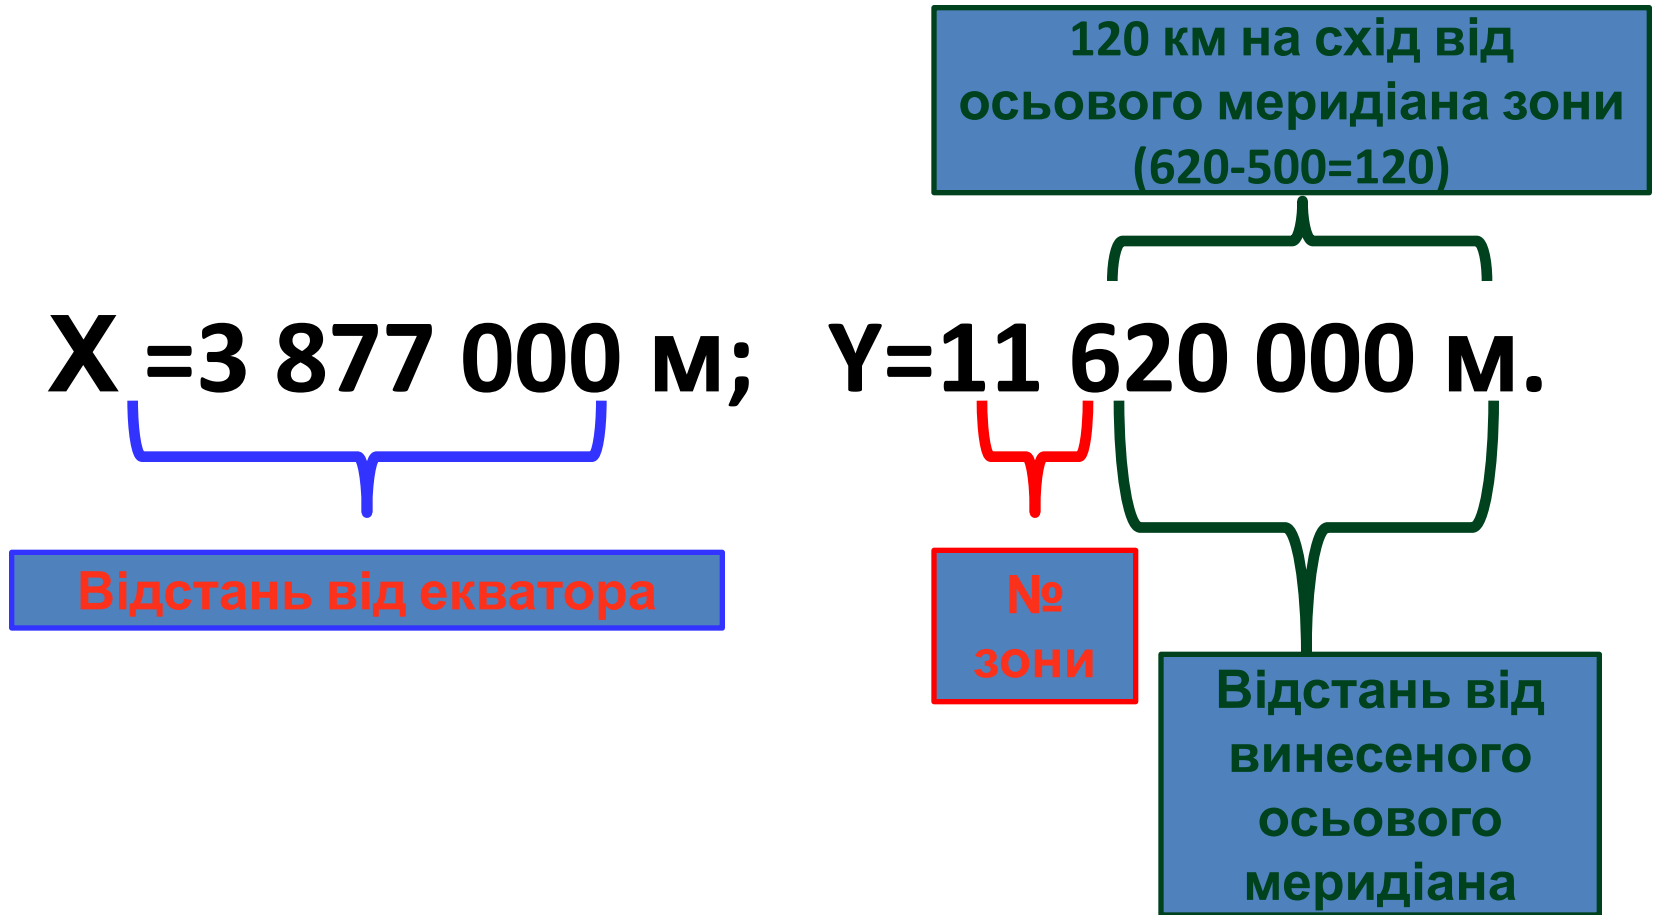 120 км на схід від
осьового меридіана зони
(620-500=120)
X =3 877 000 м; Y=11 620 000 м.
Відстань від екватора
№
зони
Відстань від
винесеного
осьового
меридіана